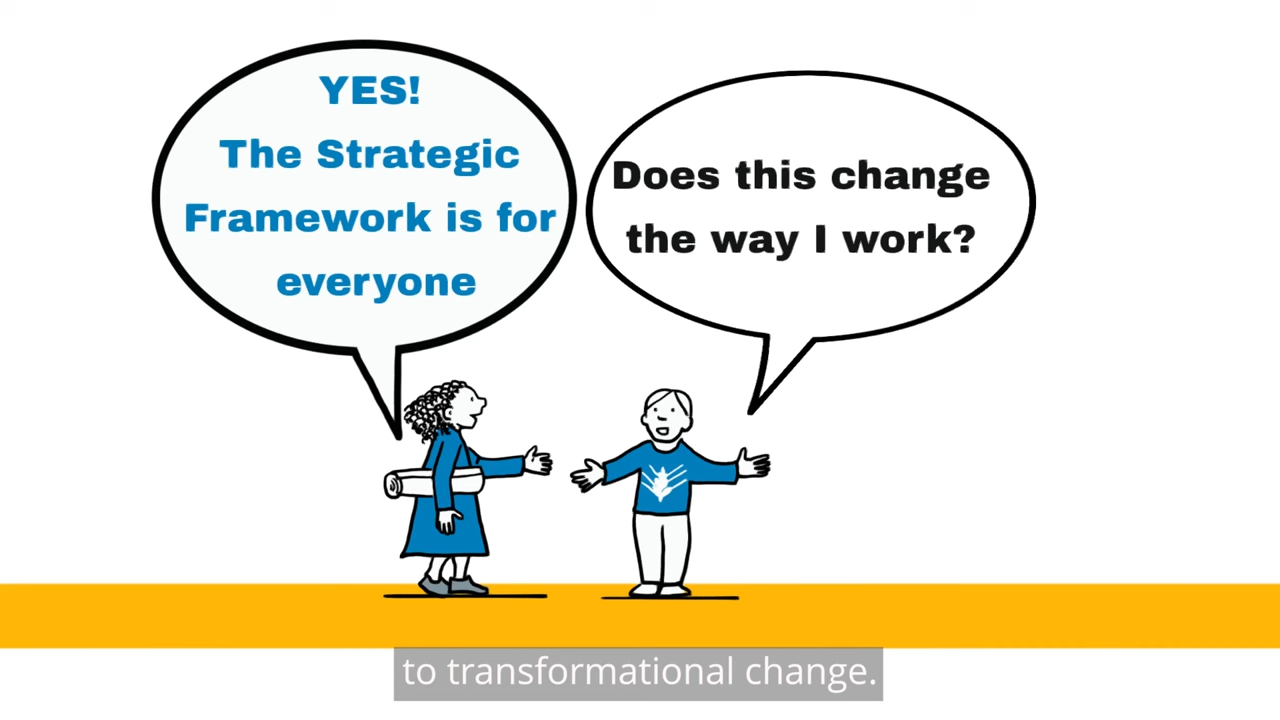 YES!
The Strategic
Framework is for
everyone
Does this change
the way I work?
to transformational change.